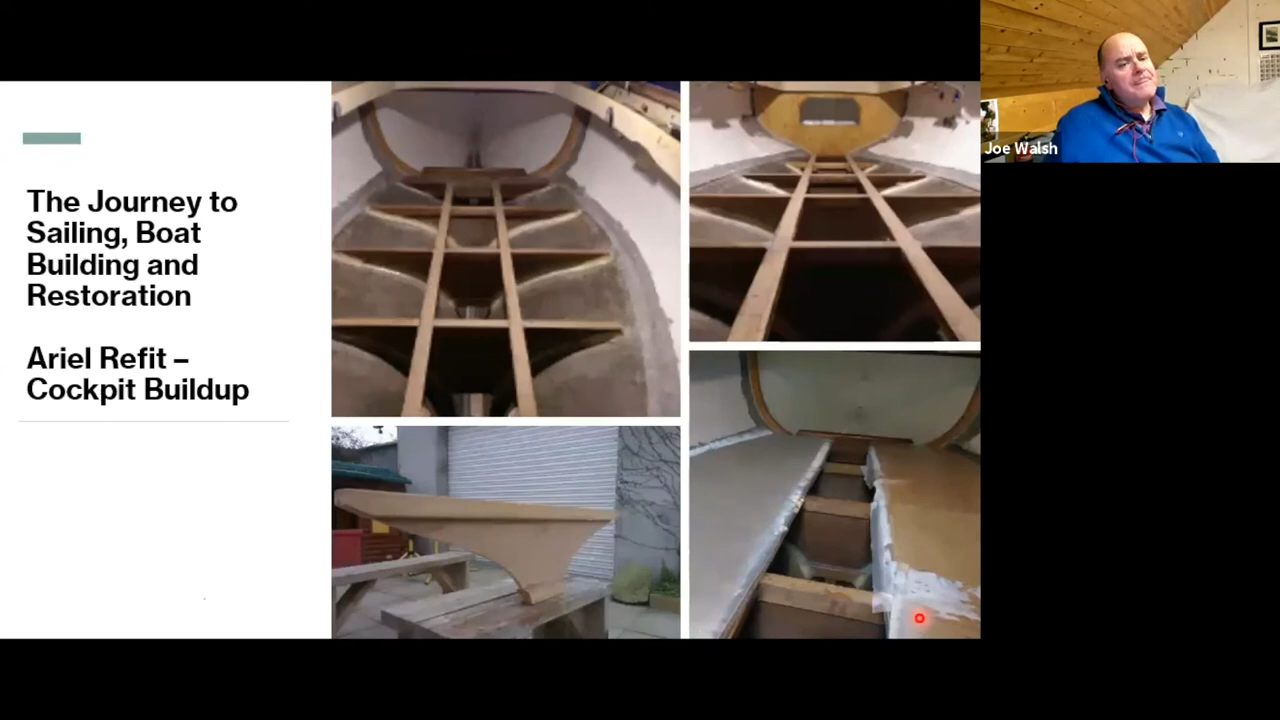 The Journey to
Sailing, Boat
Building and
Restoration
Ariel Refit –
Cockpit Buildup
Joe Walsh